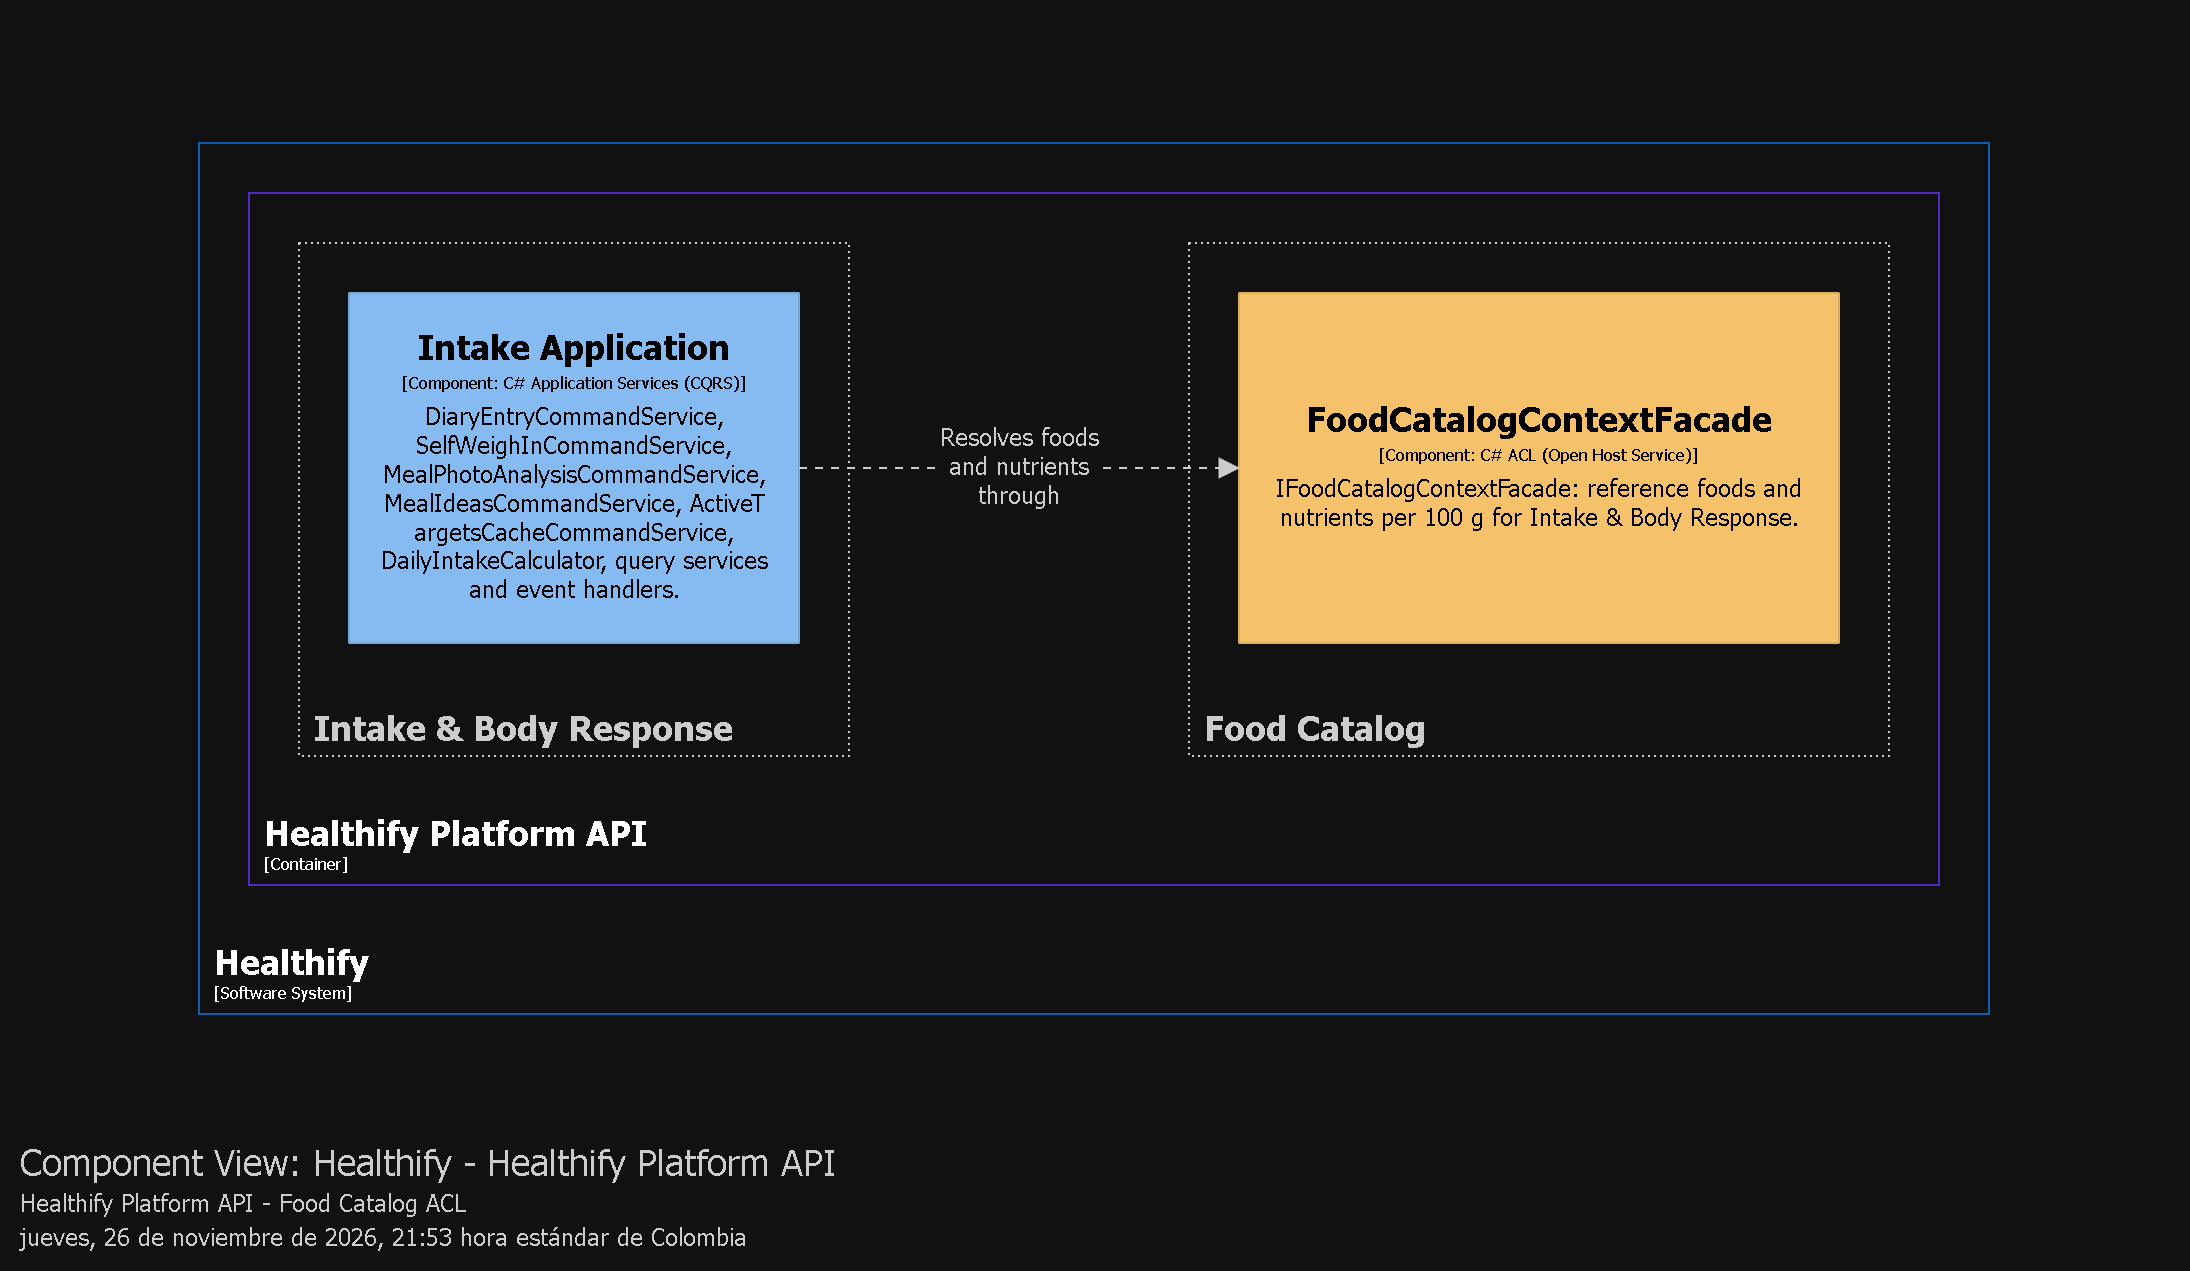 Intake Application
[Component: C# Application Services (CQRS)]
DiaryEntryCommandService,
SelfWeighInCommandService,
MealPhotoAnalysisCommandService,
MealIdeasCommandService, ActiveT
argetsCacheCommandService,
DailyIntakeCalculator, query services
and event handlers.
Resolves foods
and nutrients
through
FoodCatalogContextFacade
[Component: C# ACL (Open Host Service)]
IFoodCatalogContextFacade: reference foods and
nutrients per 100 g for Intake & Body Response.
Intake & Body Response
Food Catalog
Healthify Platform API
[Container]
Healthify
[Software System]
Component View: Healthify - Healthify Platform API
Healthify Platform API - Food Catalog ACL
jueves, 26 de noviembre de 2026, 21:53 hora estándar de Colombia